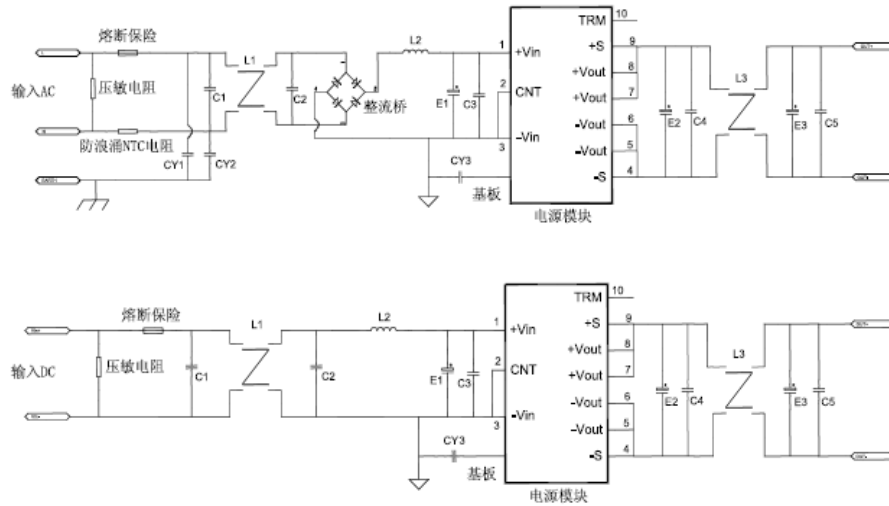 熔断保险
L1
L2
TRM
10
+Vin
1
+S
9
+Vout
8
输入AC
压敏电阻
C1
C2
整流桥
E1
C3
2
CNT
+Vout
7
E2
C4
L3
E3
C5
-Vout
6
防浪涌NTC电阻
-Vin
3
-Vout
5
CY1
CY2
CY3
-S
4
基板
电源模块
熔断保险
L1
L2
TRM
10
+Vin
1
+S
9
+Vout
8
输入DC
压敏电阻
C1
C2
E1
C3
2
CNT
+Vout
7
E2
C4
L3
E3
C5
-Vout
6
-Vin
3
-Vout
5
CY3
-S
4
基板
电源模块